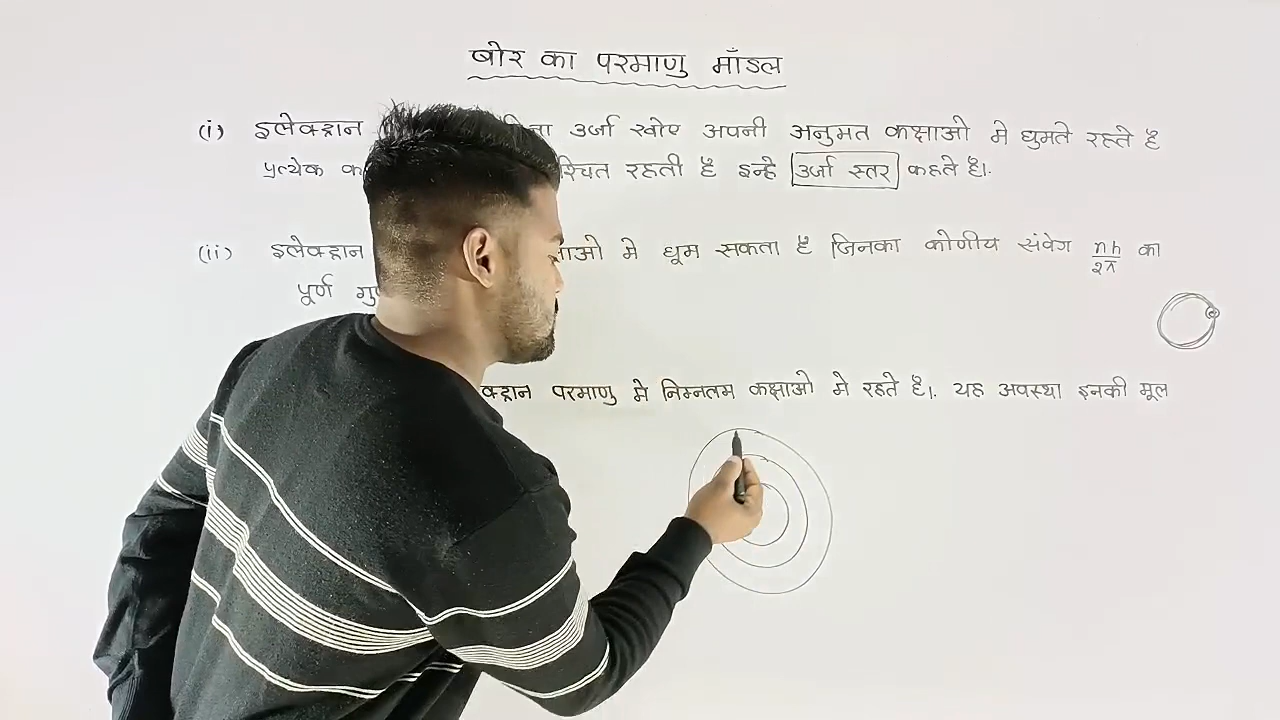 बोर का परमाणु मॉडल
(i) इलेक्ट्रान उर्जा खोए अपनी अनुमत कक्षाओ मे घुमते रहते है
प्रत्येक रहती है इन्हे उर्जा स्तर कहते है।.
(ii) इलेक्ट्रान मे घूम सकता है जिनका कोणीय संवेग nh/2π का
पूर्ण
परमाणु मे निम्नतम कक्षाओ मे रहते है।. यह अवस्था इनकी मूल